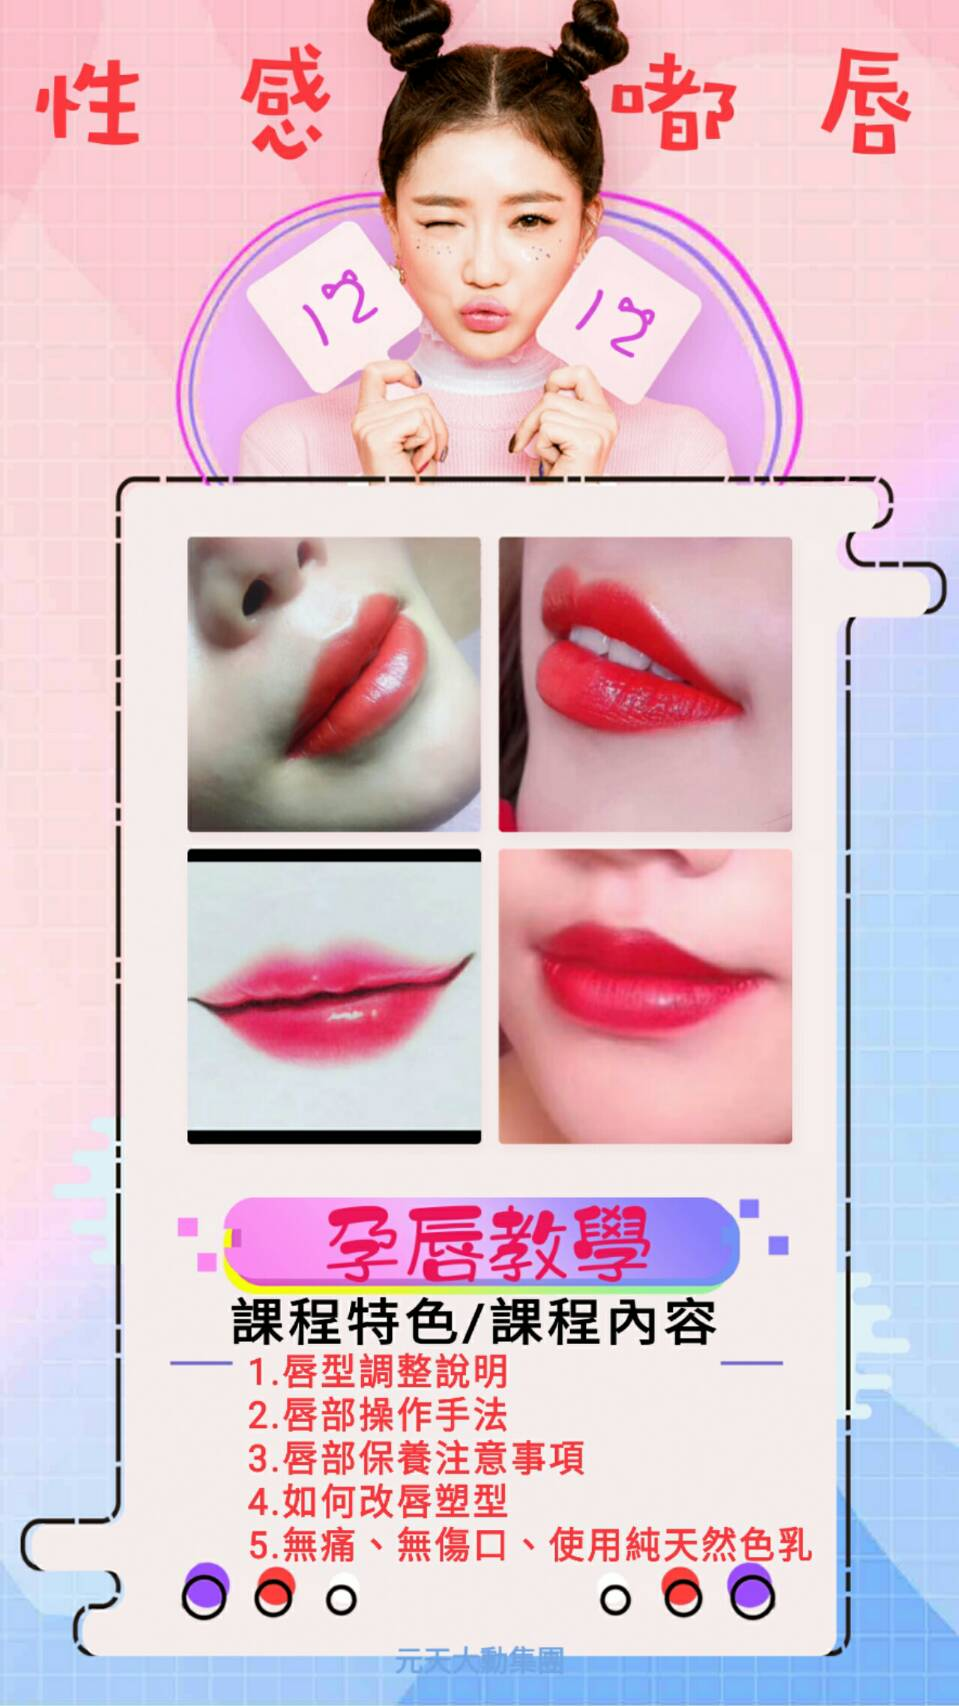 性感嘟唇
12 12
孕唇教學
課程特色/課程內容
1.唇型調整說明
2.唇部操作手法
3.唇部保養注意事項
4.如何改唇塑型
5.無痛、無傷口、使用純天然色乳
元天大動集團